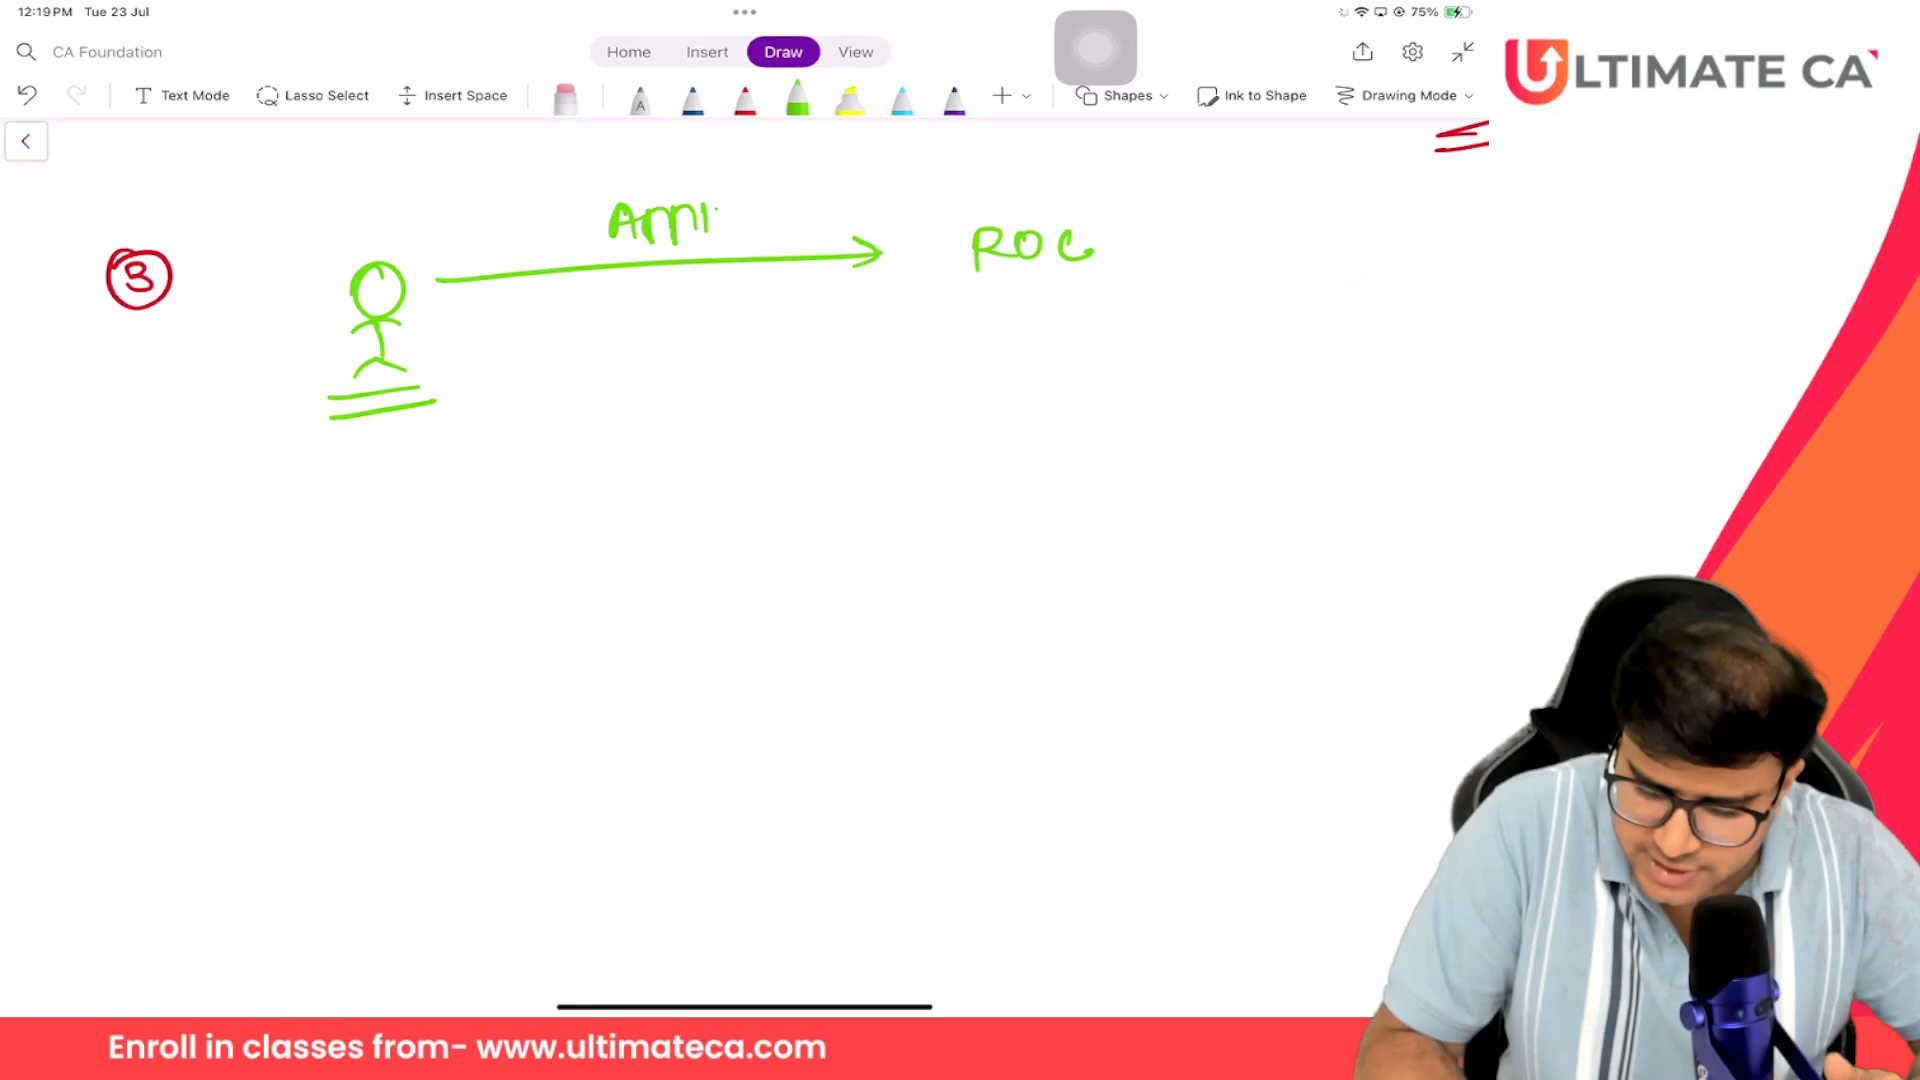 12:19 PM Tue 23 Jul
75%
CA Foundation
Home Insert Draw View
ULTIMATE CA
Text Mode Lasso Select Insert Space A Shapes Ink to Shape Drawing Mode
Appl
ROC
3
Enroll in classes from- www.ultimateca.com